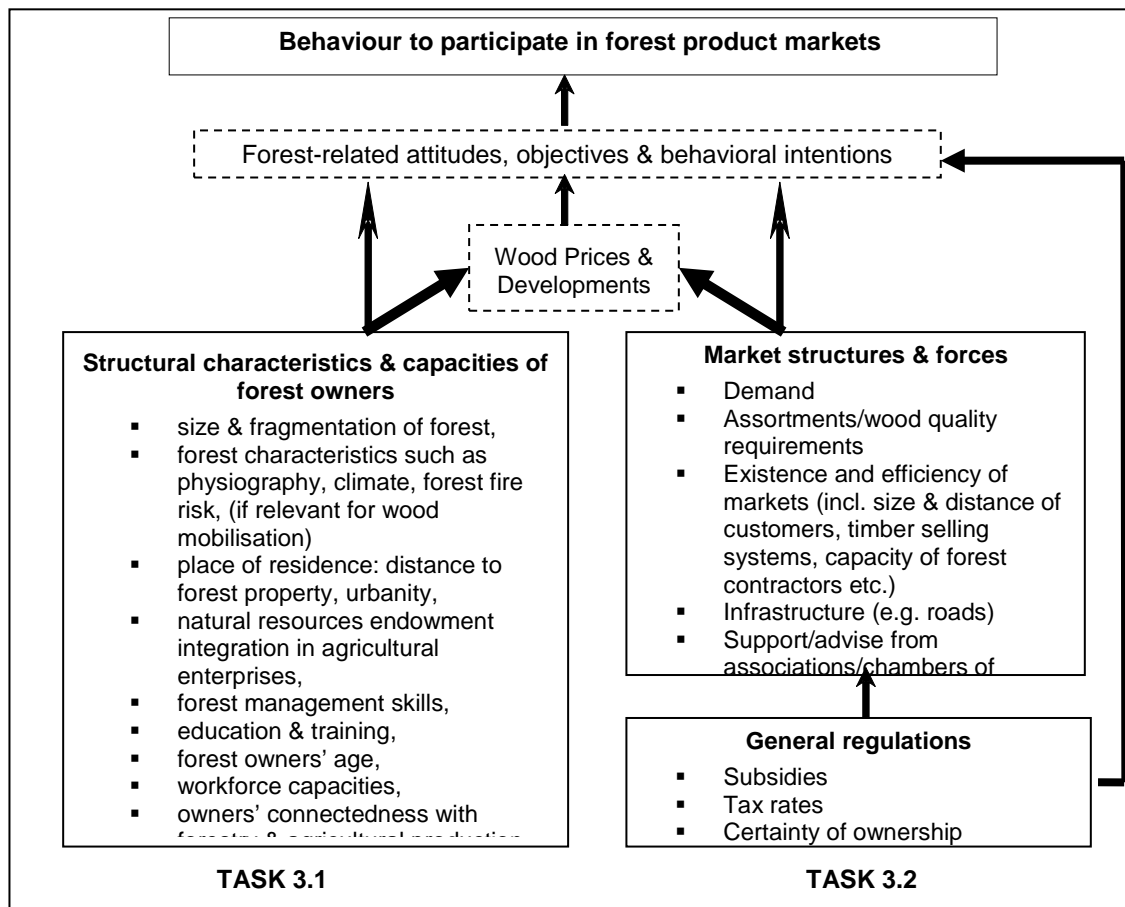 Behaviour to participate in forest product markets
Forest-related attitudes, objectives & behavioral intentions
Wood Prices &
Developments
Structural characteristics & capacities of
forest owners
▪ size & fragmentation of forest,
▪ forest characteristics such as
physiography, climate, forest fire
risk, (if relevant for wood
mobilisation)
▪ place of residence: distance to
forest property, urbanity,
▪ natural resources endowment
integration in agricultural
enterprises,
▪ forest management skills,
▪ education & training,
▪ forest owners' age,
▪ workforce capacities,
▪ owners' connectedness with
forestry & agricultural production
TASK 3.1
Market structures & forces
▪ Demand
▪ Assortments/wood quality
requirements
▪ Existence and efficiency of
markets (incl. size & distance of
customers, timber selling
systems, capacity of forest
contractors etc.)
▪ Infrastructure (e.g. roads)
▪ Support/advise from
associations/chambers of
General regulations
▪ Subsidies
▪ Tax rates
▪ Certainty of ownership
TASK 3.2